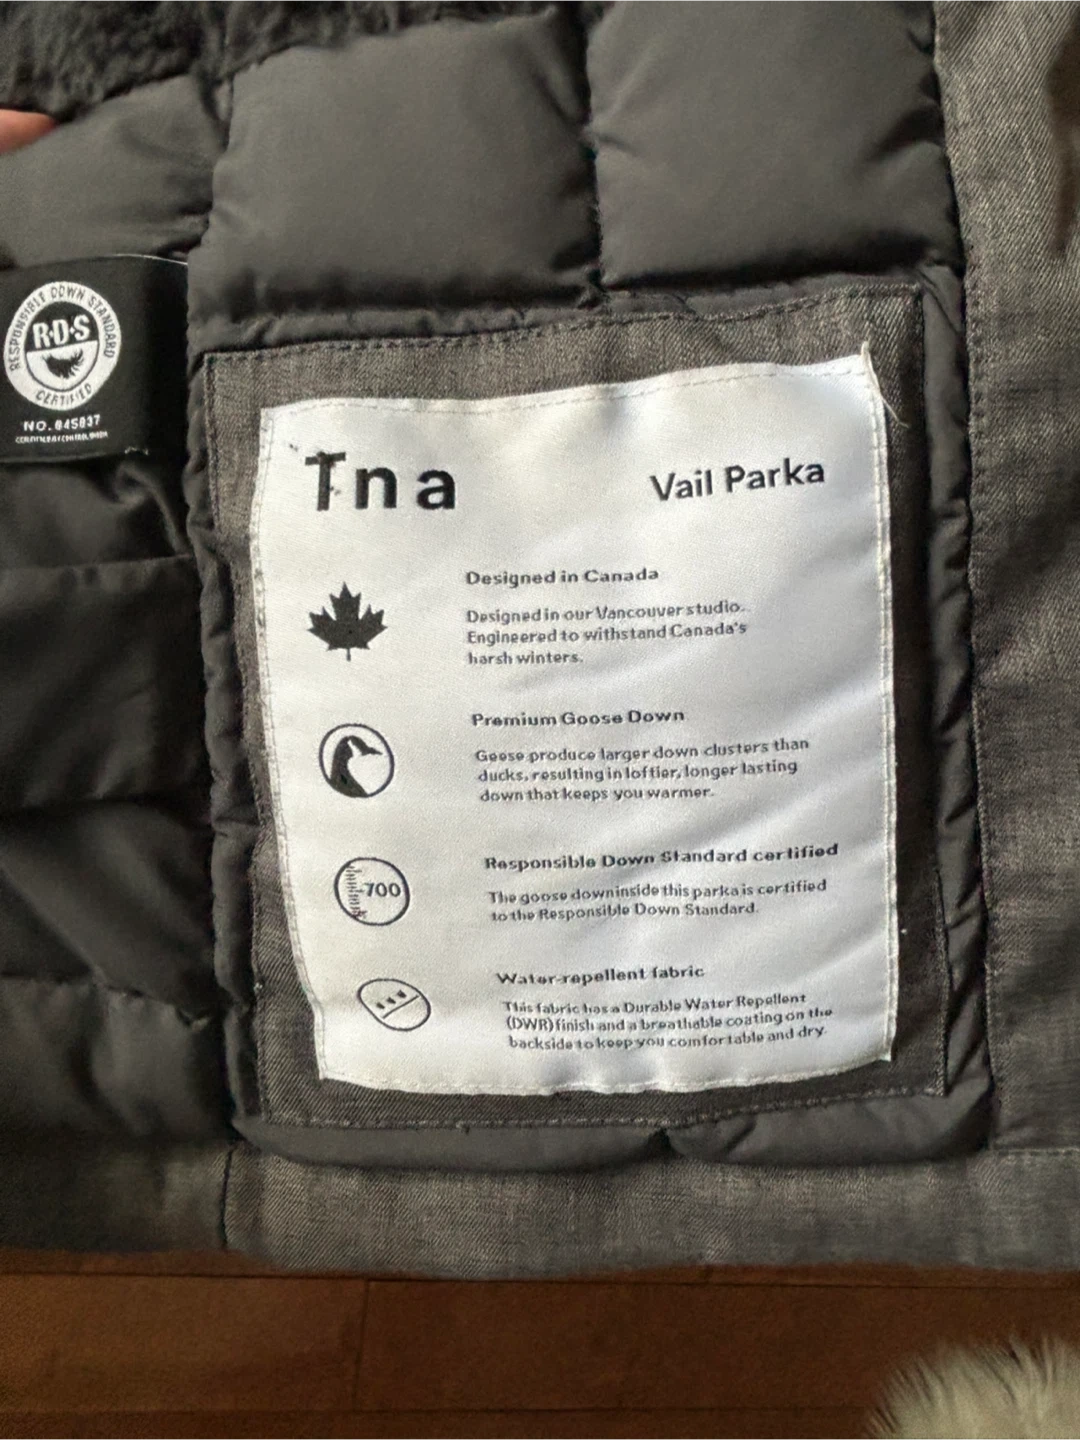 RESPONSIBLE DOWN STANDARD
R·D·S
CERTIFIED
NO. 045037
Tna
Vail Parka
Designed in Canada
Designed in our Vancouver studio.
Engineered to withstand Canada's
harsh winters.
Premium Goose Down
Geese produce larger down clusters than
ducks, resulting in loftier, longer lasting
down that keeps you warmer.
700
Responsible Down Standard certified
The goose down inside this parka is certified
to the Responsible Down Standard.
Water-repellent fabric
This fabric has a Durable Water Repellent
(DWR) finish and a breathable coating on the
backside to keep you comfortable and dry.